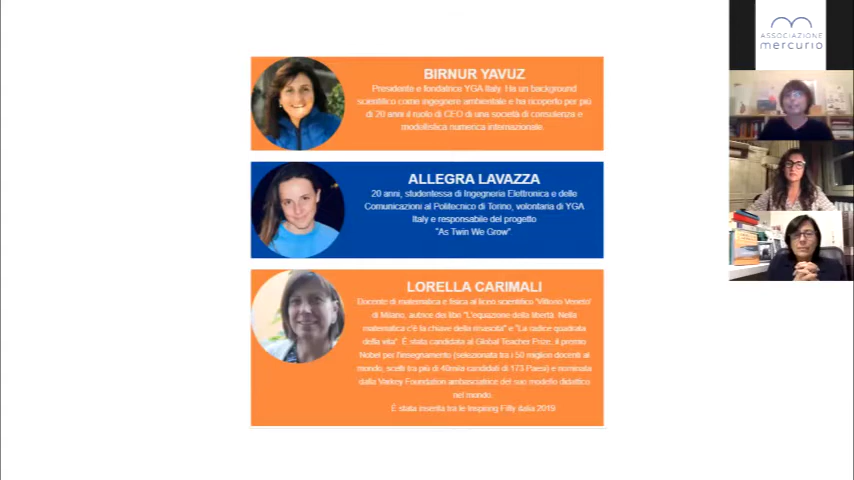 BIRNUR YAVUZ
Presidente e fondatrice YGA Italy. Ha un background
scientifico come ingegnere ambientale e ha ricoperto per più
di 20 anni il ruolo di CEO di una società di consulenza e
modellistica numerica internazionale.
ALLEGRA LAVAZZA
20 anni, studentessa di Ingegneria Elettronica e delle
Comunicazioni al Politecnico di Torino, volontaria di YGA
Italy e responsabile del progetto
"As Twin We Grow"
LORELLA CARIMALI
Docente di matematica e fisica al liceo scientifico 'Vittorio Veneto'
di Milano, autrice dei libri "L'equazione della libertà. Nella
matematica c'è la chiave della rinascita" e "La radice quadrata
della vita". È stata candidata al Global Teacher Prize, il premio
Nobel per l'insegnamento (selezionata tra i 50 migliori docenti al
mondo, scelti tra più di 40mila candidati di 173 Paesi) e nominata
dalla Varkey Foundation ambasciatrice del suo modello didattico
nel mondo.
È stata inserita tra le Inspiring Fifty Italia 2019
ASSOCIAZIONE
mercurio